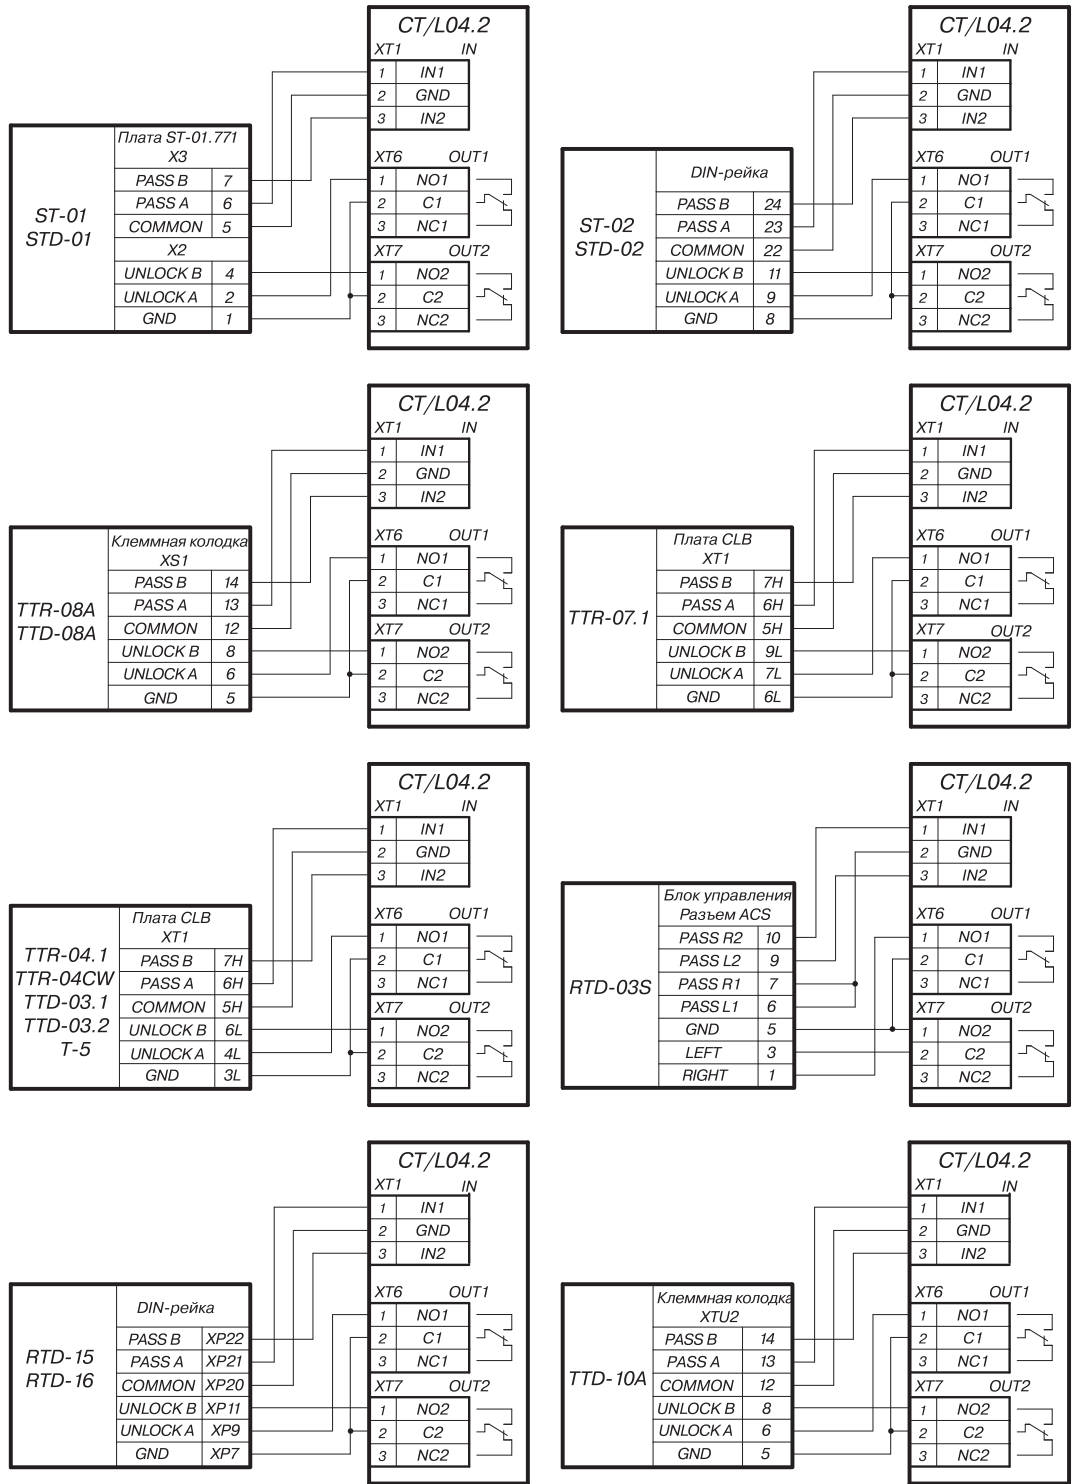 CT/L04.2
XT1 IN
1 IN1
2 GND
3 IN2
XT6 OUT1
1 NO1
2 C1
3 NC1
XT7 OUT2
1 NO2
2 C2
3 NC2
ST-01
STD-01
Плата ST-01.771
X3
PASS B 7
PASS A 6
COMMON 5
X2
UNLOCK B 4
UNLOCK A 2
GND 1
CT/L04.2
XT1 IN
1 IN1
2 GND
3 IN2
XT6 OUT1
1 NO1
2 C1
3 NC1
XT7 OUT2
1 NO2
2 C2
3 NC2
ST-02
STD-02
DIN-рейка
PASS B 24
PASS A 23
COMMON 22
UNLOCK B 11
UNLOCK A 9
GND 8
CT/L04.2
XT1 IN
1 IN1
2 GND
3 IN2
XT6 OUT1
1 NO1
2 C1
3 NC1
XT7 OUT2
1 NO2
2 C2
3 NC2
TTR-08A
TTD-08A
Клеммная колодка
XS1
PASS B 14
PASS A 13
COMMON 12
UNLOCK B 8
UNLOCK A 6
GND 5
CT/L04.2
XT1 IN
1 IN1
2 GND
3 IN2
XT6 OUT1
1 NO1
2 C1
3 NC1
XT7 OUT2
1 NO2
2 C2
3 NC2
TTR-07.1
Плата CLB
XT1
PASS B 7H
PASS A 6H
COMMON 5H
UNLOCK B 9L
UNLOCK A 7L
GND 6L
CT/L04.2
XT1 IN
1 IN1
2 GND
3 IN2
XT6 OUT1
1 NO1
2 C1
3 NC1
XT7 OUT2
1 NO2
2 C2
3 NC2
TTR-04.1
TTR-04CW
TTD-03.1
TTD-03.2
T-5
Плата CLB
XT1
PASS B 7H
PASS A 6H
COMMON 5H
UNLOCK B 6L
UNLOCK A 4L
GND 3L
CT/L04.2
XT1 IN
1 IN1
2 GND
3 IN2
XT6 OUT1
1 NO1
2 C1
3 NC1
XT7 OUT2
1 NO2
2 C2
3 NC2
RTD-03S
Блок управления
Разъем ACS
PASS R2 10
PASS L2 9
PASS R1 7
PASS L1 6
GND 5
LEFT 3
RIGHT 1
CT/L04.2
XT1 IN
1 IN1
2 GND
3 IN2
XT6 OUT1
1 NO1
2 C1
3 NC1
XT7 OUT2
1 NO2
2 C2
3 NC2
RTD-15
RTD-16
DIN-рейка
PASS B XP22
PASS A XP21
COMMON XP20
UNLOCK B XP11
UNLOCK A XP9
GND XP7
CT/L04.2
XT1 IN
1 IN1
2 GND
3 IN2
XT6 OUT1
1 NO1
2 C1
3 NC1
XT7 OUT2
1 NO2
2 C2
3 NC2
TTD-10A
Клеммная колодка
XTU2
PASS B 14
PASS A 13
COMMON 12
UNLOCK B 8
UNLOCK A 6
GND 5